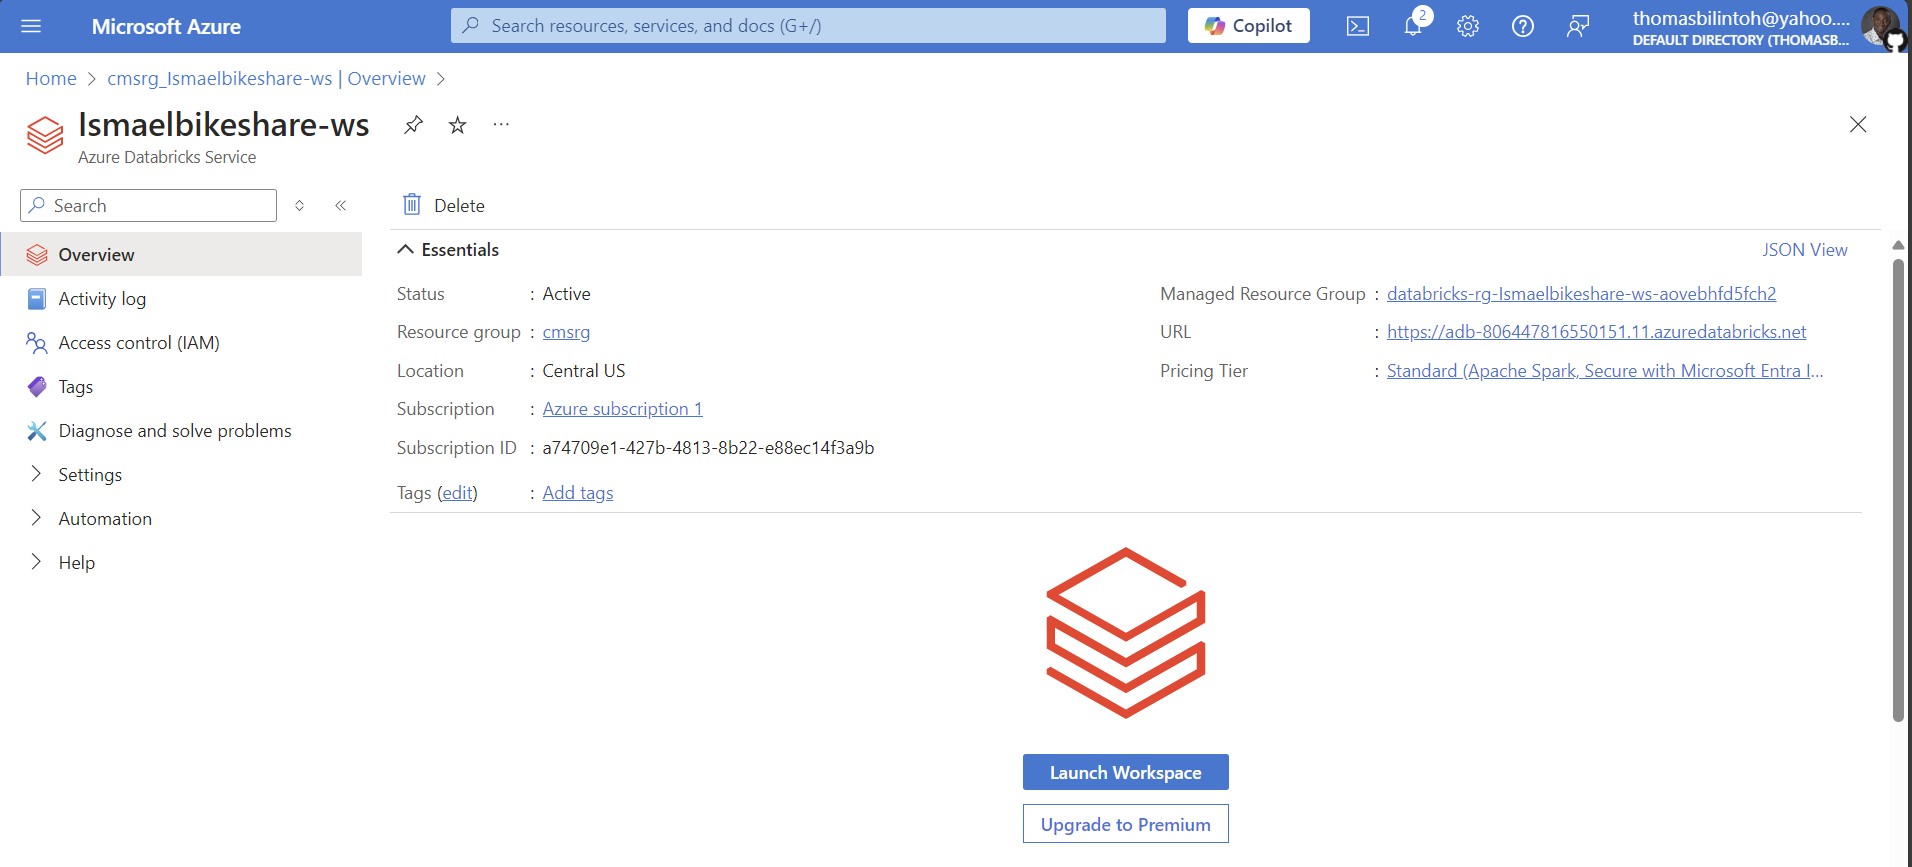 Microsoft Azure
Search resources, services, and docs (G+/)
Copilot
2
thomasbilintoh@yahoo....
DEFAULT DIRECTORY (THOMASB...
Home > cmsrg_Ismaelbikeshare-ws | Overview >
Ismaelbikeshare-ws
Azure Databricks Service
Search
Overview
Activity log
Access control (IAM)
Tags
Diagnose and solve problems
Settings
Automation
Help
Delete
Essentials
JSON View
Status : Active
Resource group : cmsrg
Location : Central US
Subscription : Azure subscription 1
Subscription ID : a74709e1-427b-4813-8b22-e88ec14f3a9b
Tags (edit) : Add tags
Managed Resource Group : databricks-rg-Ismaelbikeshare-ws-aovebhfd5fch2
URL : https://adb-806447816550151.11.azuredatabricks.net
Pricing Tier : Standard (Apache Spark, Secure with Microsoft Entra I...
Launch Workspace
Upgrade to Premium